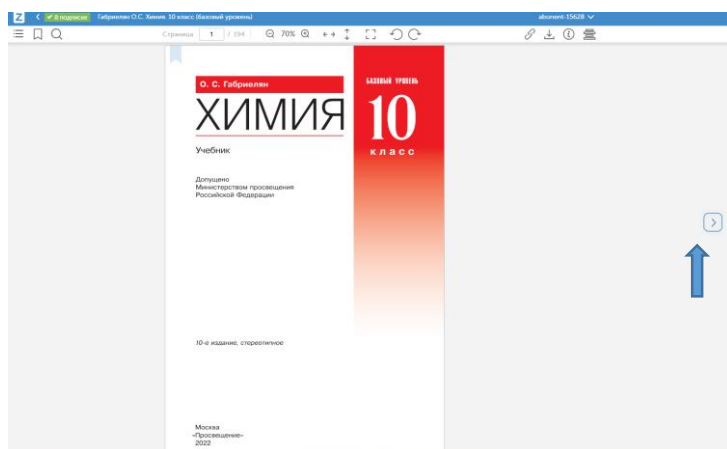 Z В подписке Габриелян О.С. Химия. 10 класс (базовый уровень) abonent-15628
Страница 1 / 194 70%
О. С. Габриелян
БАЗОВЫЙ УРОВЕНЬ
ХИМИЯ
10
Учебник
класс
Допущено
Министерством просвещения
Российской Федерации
10-е издание, стереотипное
Москва
«Просвещение»
2022